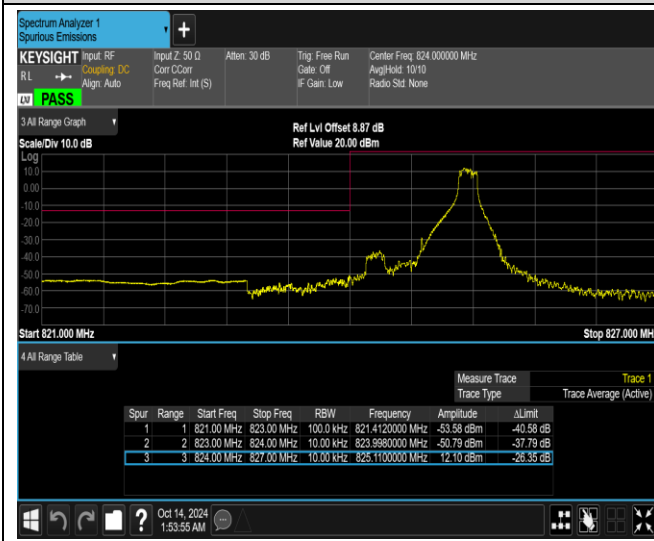 Spectrum Analyzer 1
Spurious Emissions
KEYSIGHT Input: RF Input Z: 50 Ω Atten: 30 dB Trig: Free Run Center Freq: 824.000000 MHz
R L Coupling: DC Corr CCorr Gate: Off Avg|Hold: 10/10
Align: Auto Freq Ref: Int (S) IF Gain: Low Radio Std: None
LXI PASS
3 All Range Graph
Ref Lvl Offset 8.87 dB
Scale/Div 10.0 dB Ref Value 20.00 dBm
Log
10.0
0.00
-10.0
-20.0
-30.0
-40.0
-50.0
-60.0
-70.0
Start 821.000 MHz Stop 827.000 MH
4 All Range Table
Measure Trace Trace 1
Trace Type Trace Average (Active)
Spur Range Start Freq Stop Freq RBW Frequency Amplitude ΔLimit
1 1 821.00 MHz 823.00 MHz 100.0 kHz 821.4120000 MHz -53.58 dBm -40.58 dB
2 2 823.00 MHz 824.00 MHz 10.00 kHz 823.9980000 MHz -50.79 dBm -37.79 dB
3 3 824.00 MHz 827.00 MHz 10.00 kHz 825.1100000 MHz 12.10 dBm -26.35 dB
? Oct 14, 2024
1:53:55 AM